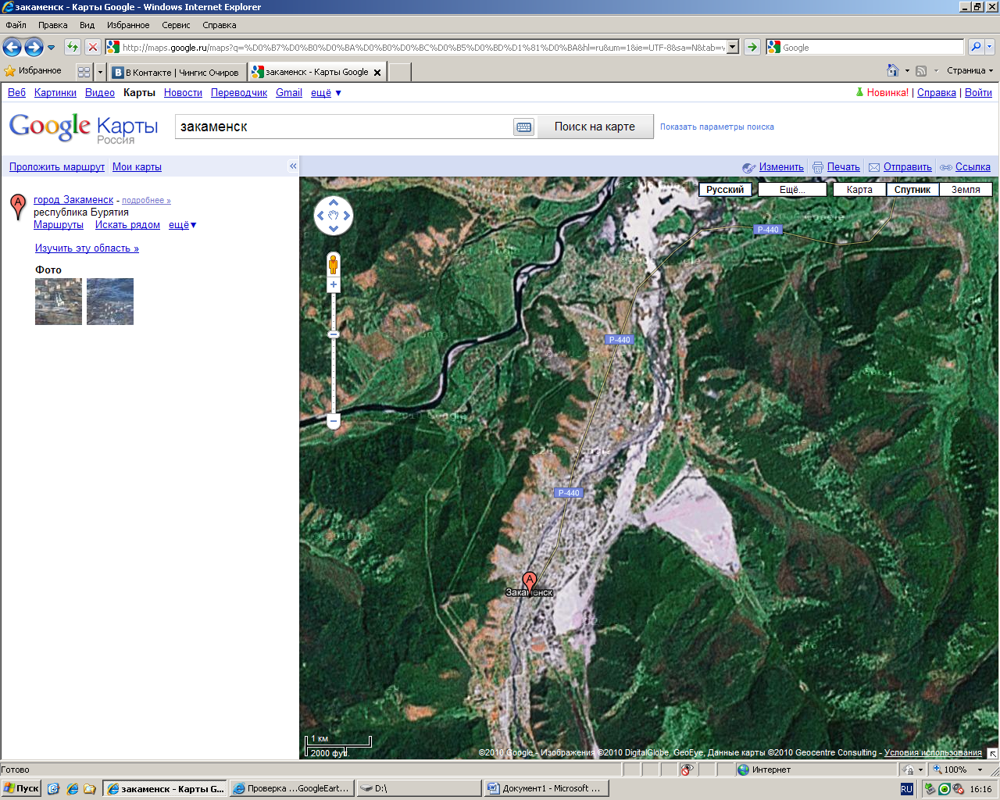 закаменск - Карты Google - Windows Internet Explorer
Файл Правка Вид Избранное Сервис Справка
http://maps.google.ru/maps?q=%D0%B7%D0%B0%D0%BA%D0%B0%D0%BC%D0%B5%D0%BD%D1%81%D0%BA&hl=ru&um=1&ie=UTF-8&sa=N&tab=v
Google
Избранное
В Контакте | Чингис Очиров
закаменск - Карты Google
Страница
Веб Картинки Видео Карты Новости Переводчик Gmail ещё ▼
Новинка! | Справка | Войти
Google Карты
Россия
закаменск
Поиск на карте
Показать параметры поиска
Проложить маршрут Мои карты «
Изменить Печать Отправить Ссылка
A
город Закаменск - подробнее »
республика Бурятия
Маршруты Искать рядом ещё▼
Изучить эту область »
Фото
Русский Ещё... Карта Спутник Земля
Р-440
Р-440
Р-440
A
Закаменск
1 км
2000 фут.
©2010 Google - Изображения ©2010 DigitalGlobe, GeoEye, Данные карты ©2010 Geocentre Consulting - Условия использования
Готово
Интернет
100%
Пуск
закаменск - Карты G...
Проверка ...GoogleEart...
D:\
Документ1 - Microsoft ...
RU
16:16